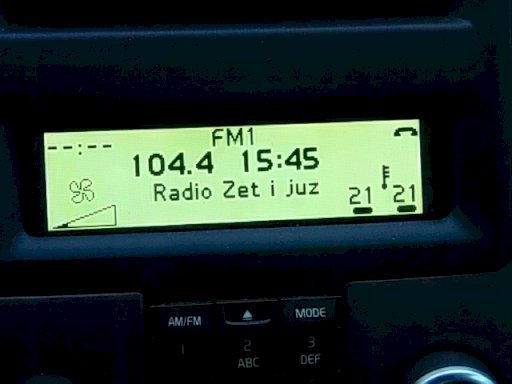 FM1
--:--
104.4 15:45
Radio Zet i juz
21 21
AM/FM MODE
1 2 3
ABC DEF